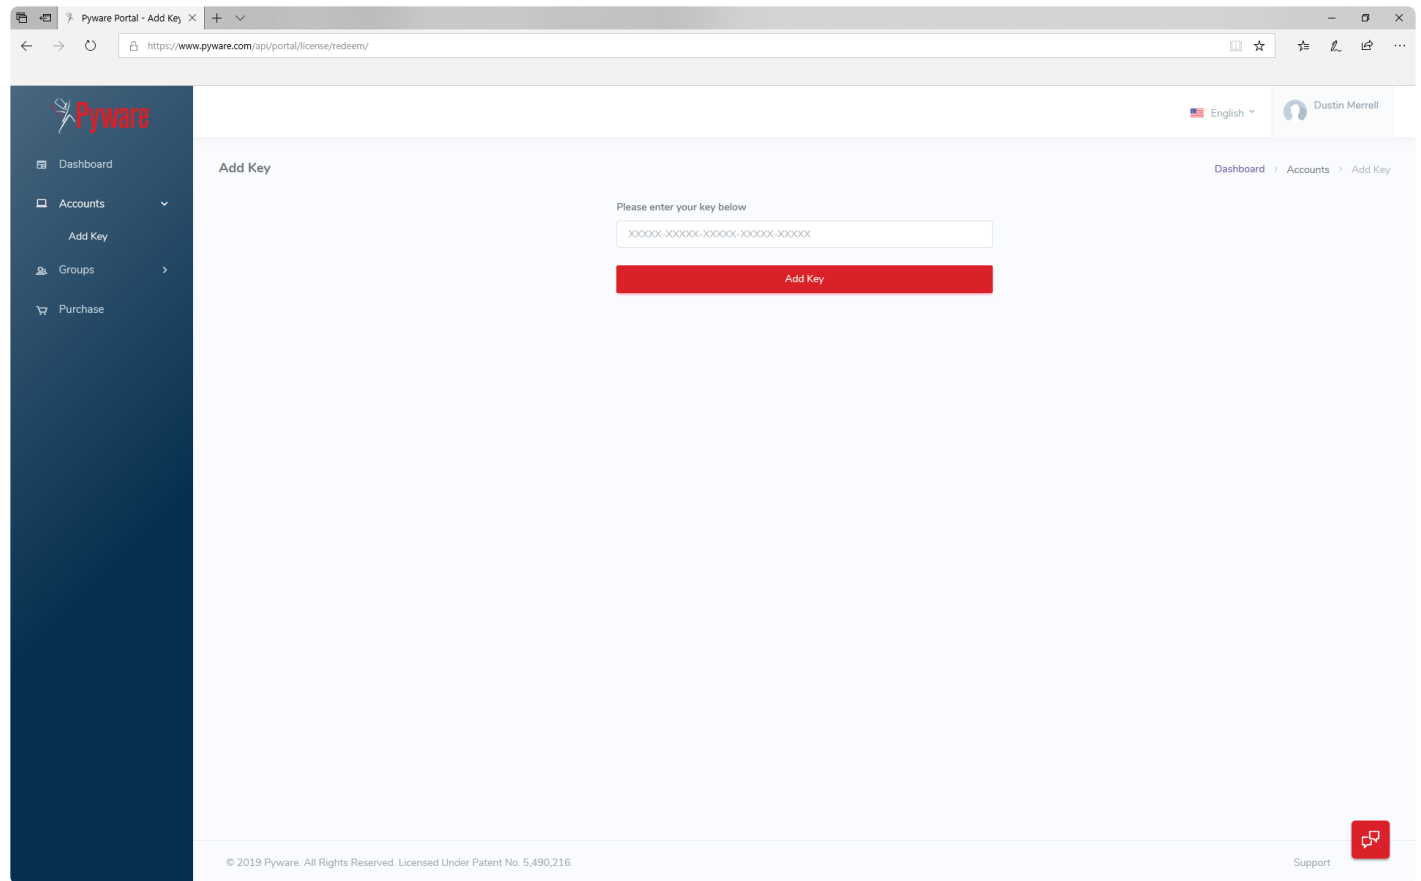 Pyware Portal - Add Key
https://www.pyware.com/api/portal/license/redeem/
Pyware
English
Dustin Merrell
Dashboard
Accounts
Add Key
Groups
Purchase
Add Key
Dashboard > Accounts > Add Key
Please enter your key below
XXXXX-XXXXX-XXXXX-XXXXX-XXXXX
Add Key
© 2019 Pyware. All Rights Reserved. Licensed Under Patent No. 5,490,216.
Support